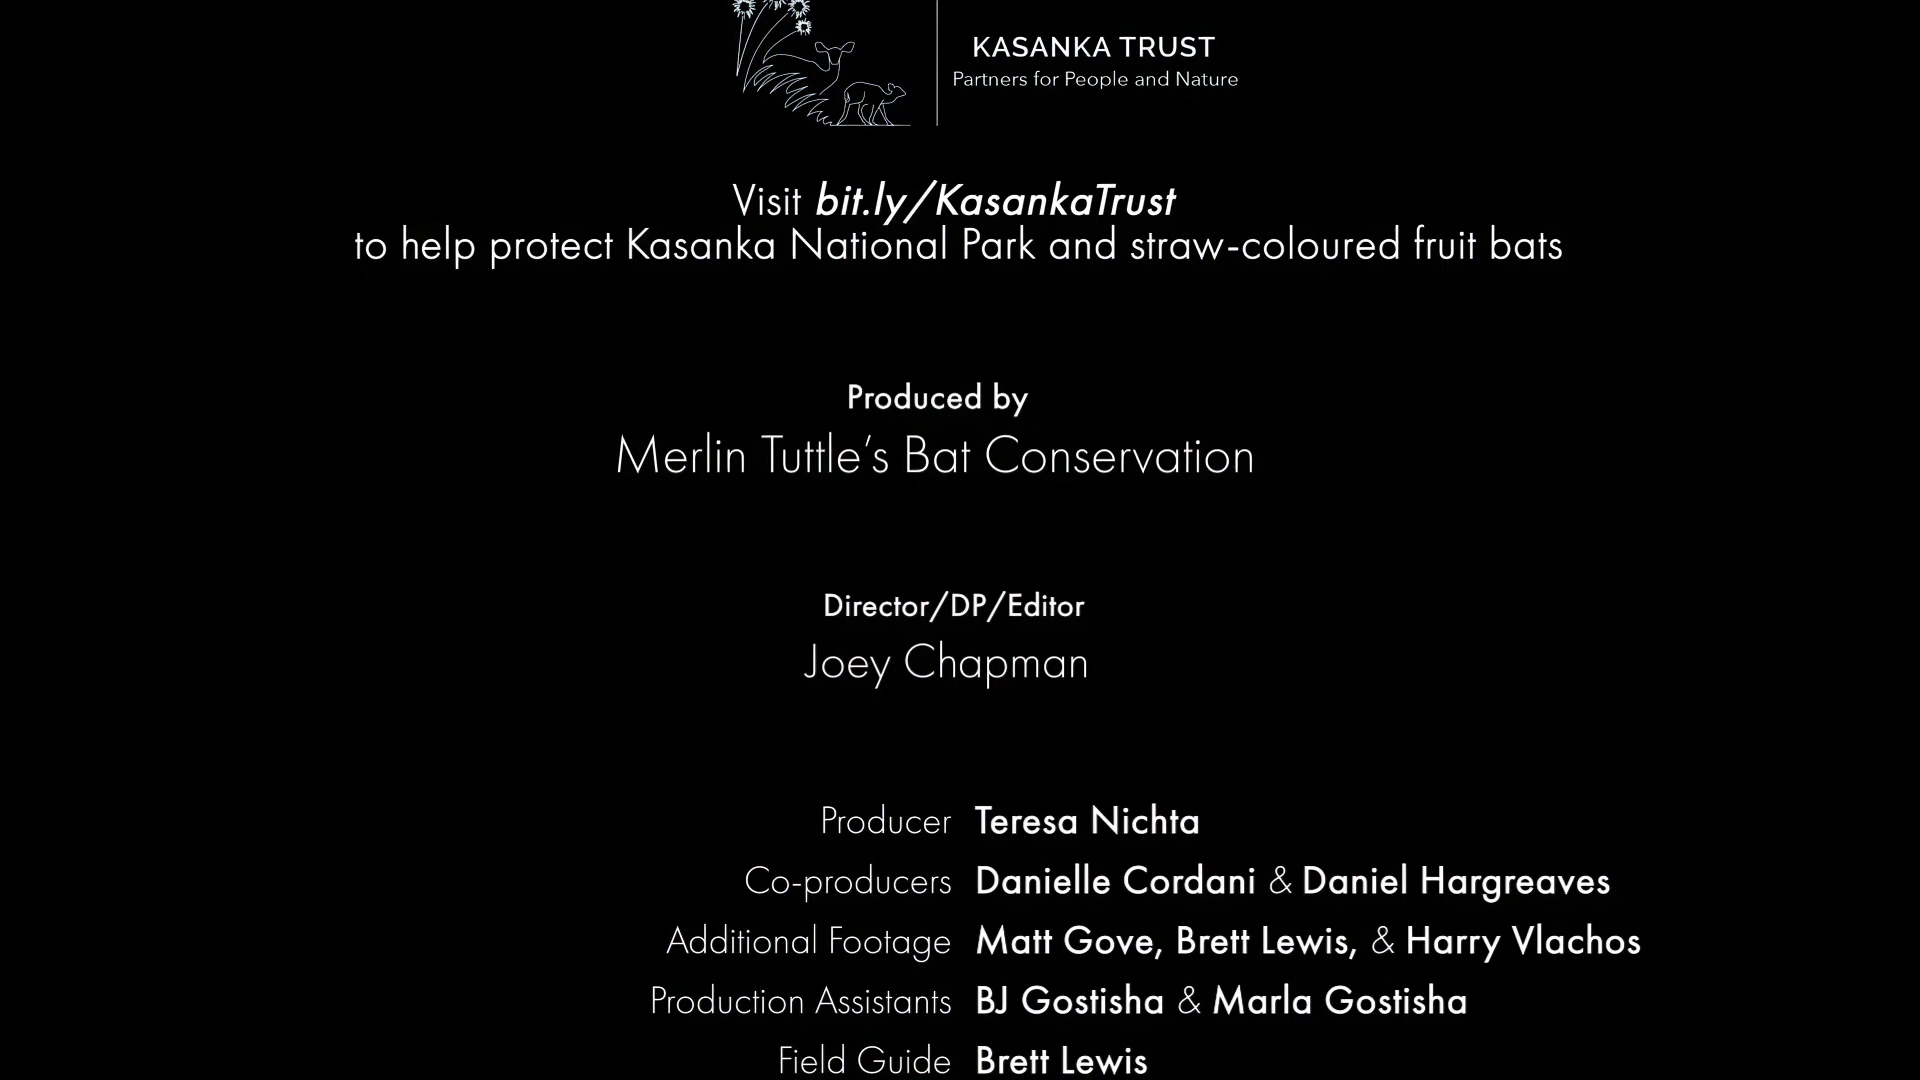 KASANKA TRUST
Partners for People and Nature
Visit bit.ly/KasankaTrust
to help protect Kasanka National Park and straw-coloured fruit bats
Produced by
Merlin Tuttle’s Bat Conservation
Director/DP/Editor
Joey Chapman
Producer Teresa Nichta
Co-producers Danielle Cordani & Daniel Hargreaves
Additional Footage Matt Gove, Brett Lewis, & Harry Vlachos
Production Assistants BJ Gostisha & Marla Gostisha
Field Guide Brett Lewis